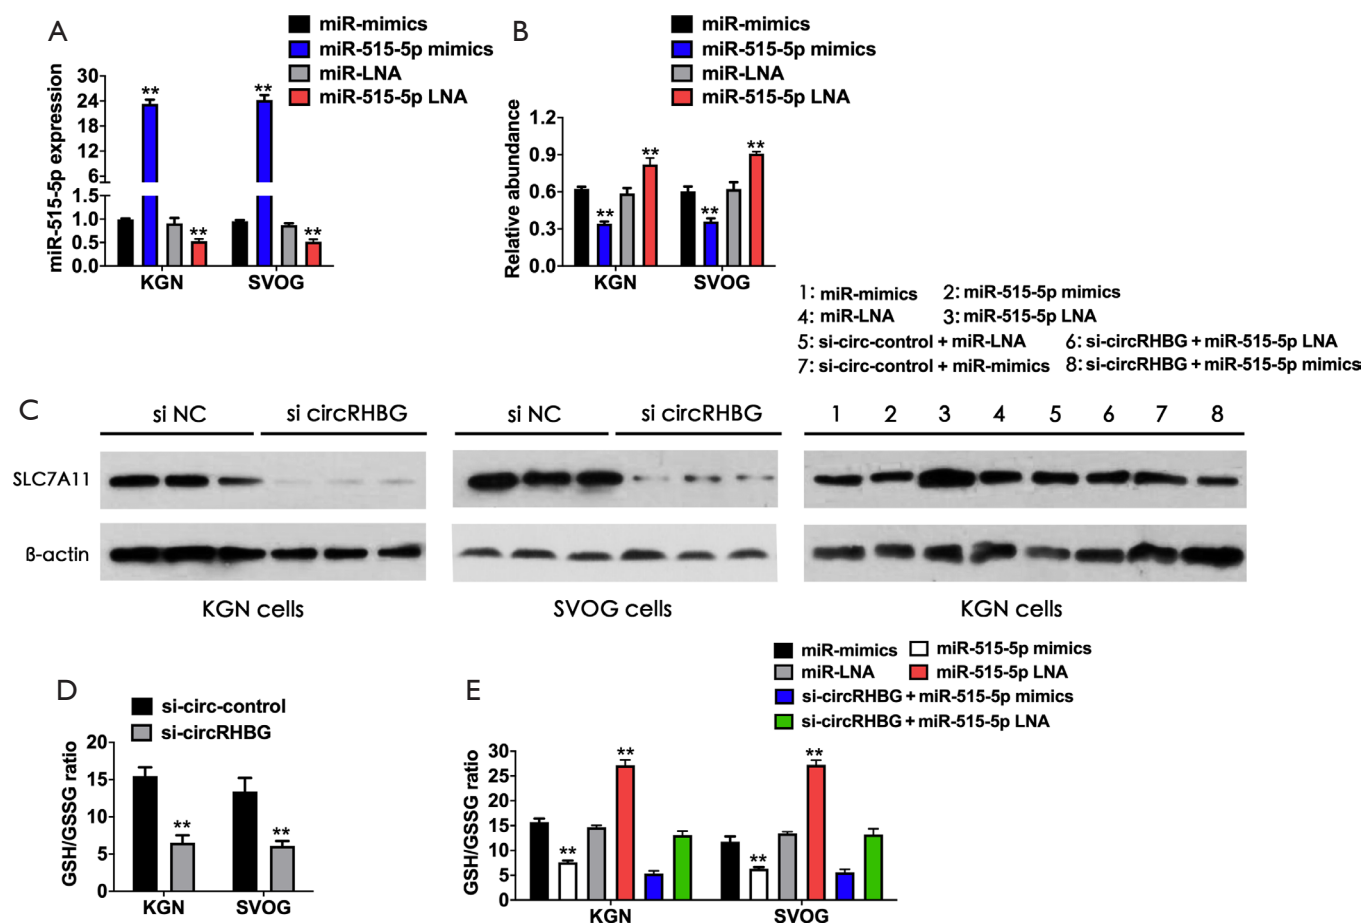 A
miR-mimics
miR-515-5p mimics
miR-LNA
miR-515-5p LNA
miR-515-5p expression
30
24
18
12
6
1.5
1.0
0.5
0.0
**
**
**
**
KGN
SVOG
B
miR-mimics
miR-515-5p mimics
miR-LNA
miR-515-5p LNA
Relative abundance
1.2
0.9
0.6
0.3
0.0
**
**
**
**
KGN
SVOG
1: miR-mimics 2: miR-515-5p mimics
4: miR-LNA 3: miR-515-5p LNA
5: si-circ-control + miR-LNA 6: si-circRHBG + miR-515-5p LNA
7: si-circ-control + miR-mimics 8: si-circRHBG + miR-515-5p mimics
C
si NC si circRHBG si NC si circRHBG 1 2 3 4 5 6 7 8
SLC7A11
ß-actin
KGN cells SVOG cells KGN cells
D
si-circ-control
si-circRHBG
GSH/GSSG ratio
20
15
10
5
0
**
**
KGN
SVOG
E
miR-mimics miR-515-5p mimics
miR-LNA miR-515-5p LNA
si-circRHBG + miR-515-5p mimics
si-circRHBG + miR-515-5p LNA
GSH/GSSG ratio
30
25
20
15
10
5
0
**
**
**
**
KGN
SVOG